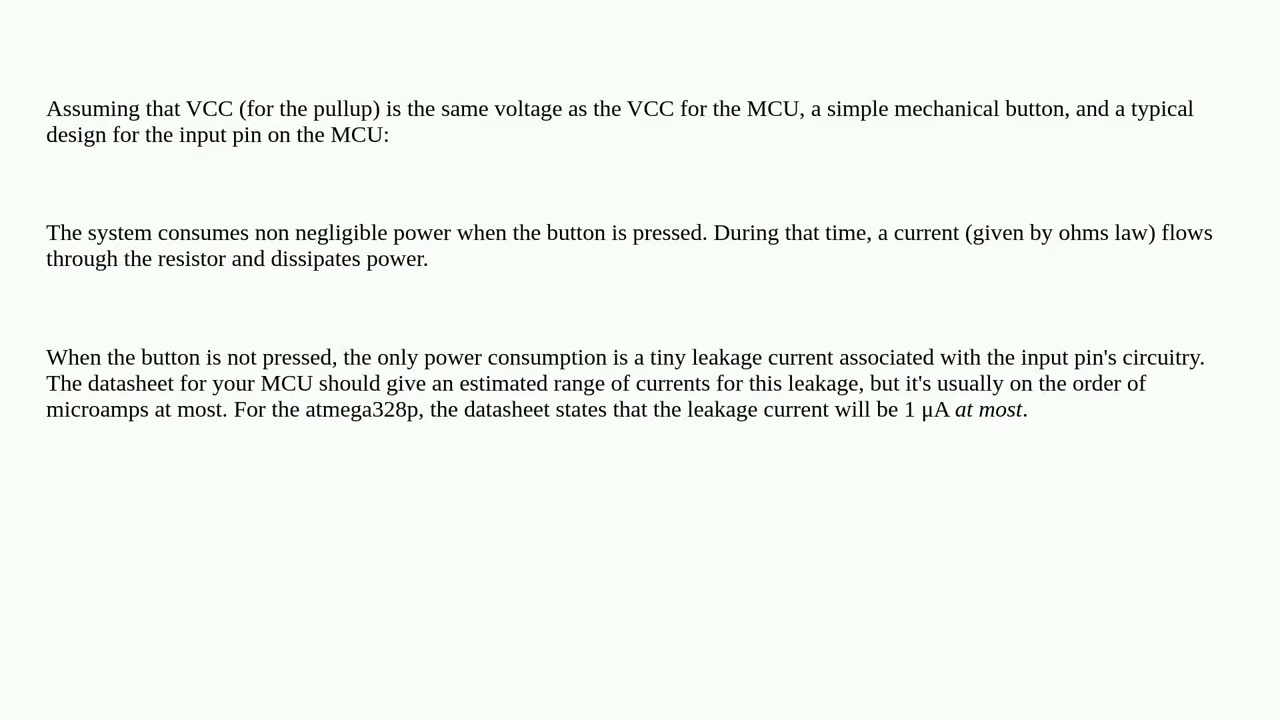 Assuming that VCC (for the pullup) is the same voltage as the VCC for the MCU, a simple mechanical button, and a typical
design for the input pin on the MCU:
The system consumes non negligible power when the button is pressed. During that time, a current (given by ohms law) flows
through the resistor and dissipates power.
When the button is not pressed, the only power consumption is a tiny leakage current associated with the input pin's circuitry.
The datasheet for your MCU should give an estimated range of currents for this leakage, but it's usually on the order of
microamps at most. For the atmega328p, the datasheet states that the leakage current will be 1 μA at most.